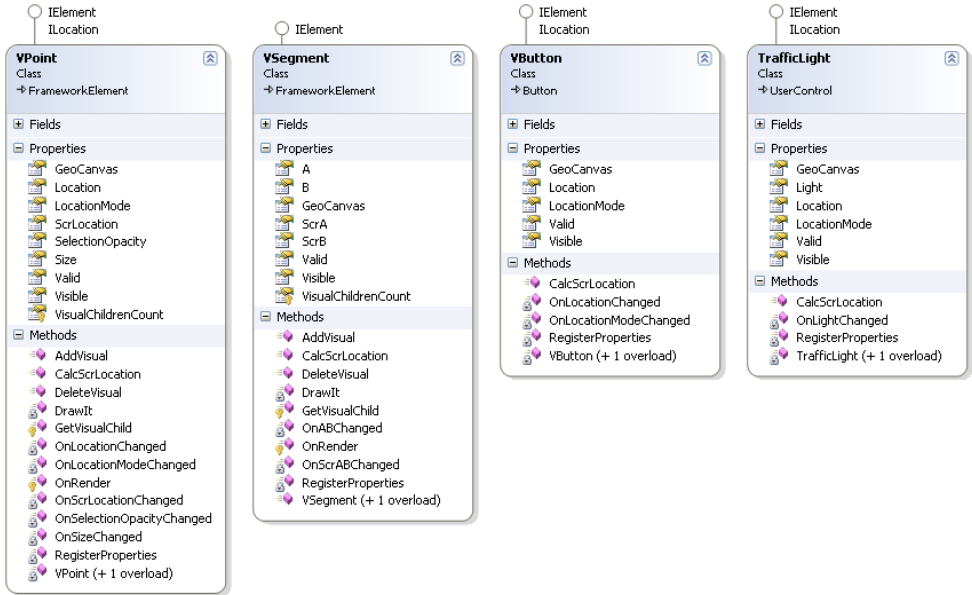 IElement
ILocation
VPoint
Class
FrameworkElement
Fields
Properties
GeoCanvas
Location
LocationMode
ScrLocation
SelectionOpacity
Size
Valid
Visible
VisualChildrenCount
Methods
AddVisual
CalcScrLocation
DeleteVisual
DrawIt
GetVisualChild
OnLocationChanged
OnLocationModeChanged
OnRender
OnScrLocationChanged
OnSelectionOpacityChanged
OnSizeChanged
RegisterProperties
VPoint (+ 1 overload)
IElement
VSegment
Class
FrameworkElement
Fields
Properties
A
B
GeoCanvas
ScrA
ScrB
Valid
Visible
VisualChildrenCount
Methods
AddVisual
CalcScrLocation
DeleteVisual
DrawIt
GetVisualChild
OnABChanged
OnRender
OnScrABChanged
RegisterProperties
VSegment (+ 1 overload)
IElement
ILocation
VButton
Class
Button
Fields
Properties
GeoCanvas
Location
LocationMode
Valid
Visible
Methods
CalcScrLocation
OnLocationChanged
OnLocationModeChanged
RegisterProperties
VButton (+ 1 overload)
IElement
ILocation
TrafficLight
Class
UserControl
Fields
Properties
GeoCanvas
Light
Location
LocationMode
Valid
Visible
Methods
CalcScrLocation
OnLightChanged
RegisterProperties
TrafficLight (+ 1 overload)